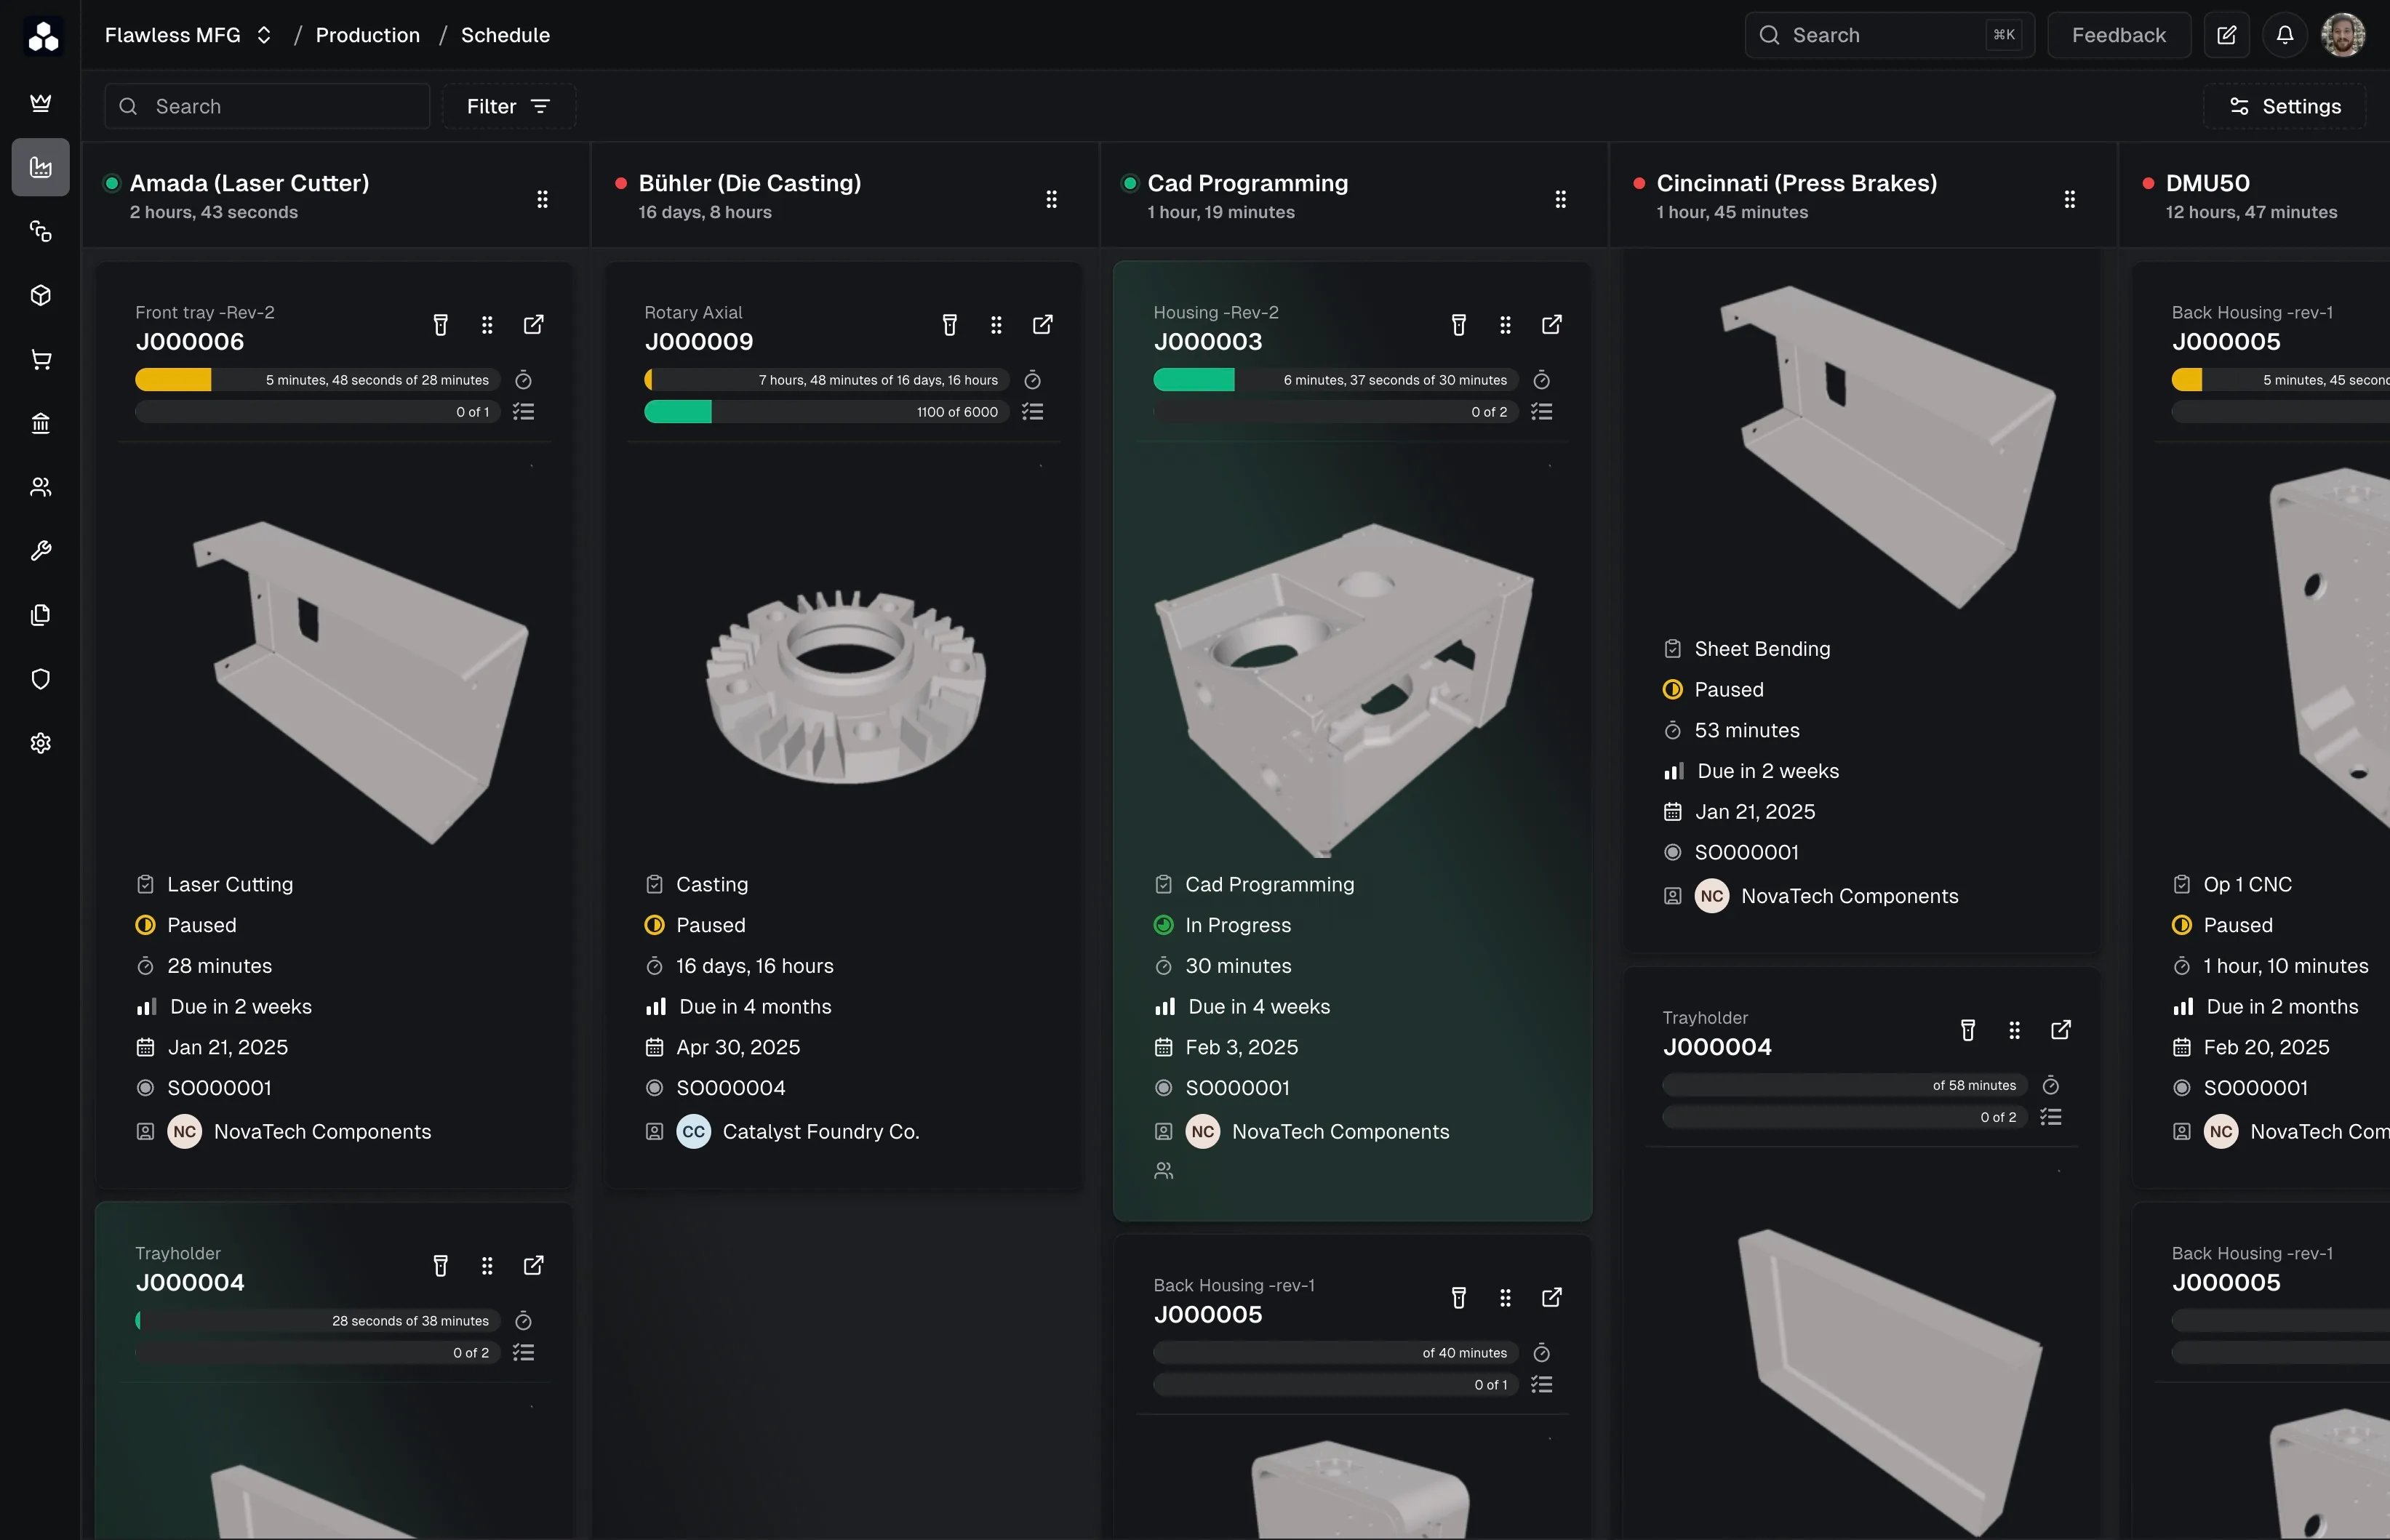 Flawless MFG / Production / Schedule
Search ⌘K
Feedback
Search
Filter
Settings
Amada (Laser Cutter)
2 hours, 43 seconds
Front tray -Rev-2
J000006
5 minutes, 48 seconds of 28 minutes
0 of 1
Laser Cutting
Paused
28 minutes
Due in 2 weeks
Jan 21, 2025
SO000001
NC NovaTech Components
Trayholder
J000004
28 seconds of 38 minutes
0 of 2
Bühler (Die Casting)
16 days, 8 hours
Rotary Axial
J000009
7 hours, 48 minutes of 16 days, 16 hours
1100 of 6000
Casting
Paused
16 days, 16 hours
Due in 4 months
Apr 30, 2025
SO000004
CC Catalyst Foundry Co.
Cad Programming
1 hour, 19 minutes
Housing -Rev-2
J000003
6 minutes, 37 seconds of 30 minutes
0 of 2
Cad Programming
In Progress
30 minutes
Due in 4 weeks
Feb 3, 2025
SO000001
NC NovaTech Components
Back Housing -rev-1
J000005
of 40 minutes
0 of 1
Cincinnati (Press Brakes)
1 hour, 45 minutes
Sheet Bending
Paused
53 minutes
Due in 2 weeks
Jan 21, 2025
SO000001
NC NovaTech Components
Trayholder
J000004
of 58 minutes
0 of 2
DMU50
12 hours, 47 minutes
Back Housing -rev-1
J000005
5 minutes, 45 secon
Op 1 CNC
Paused
1 hour, 10 minutes
Due in 2 months
Feb 20, 2025
SO000001
NC NovaTech Com
Back Housing -rev-1
J000005